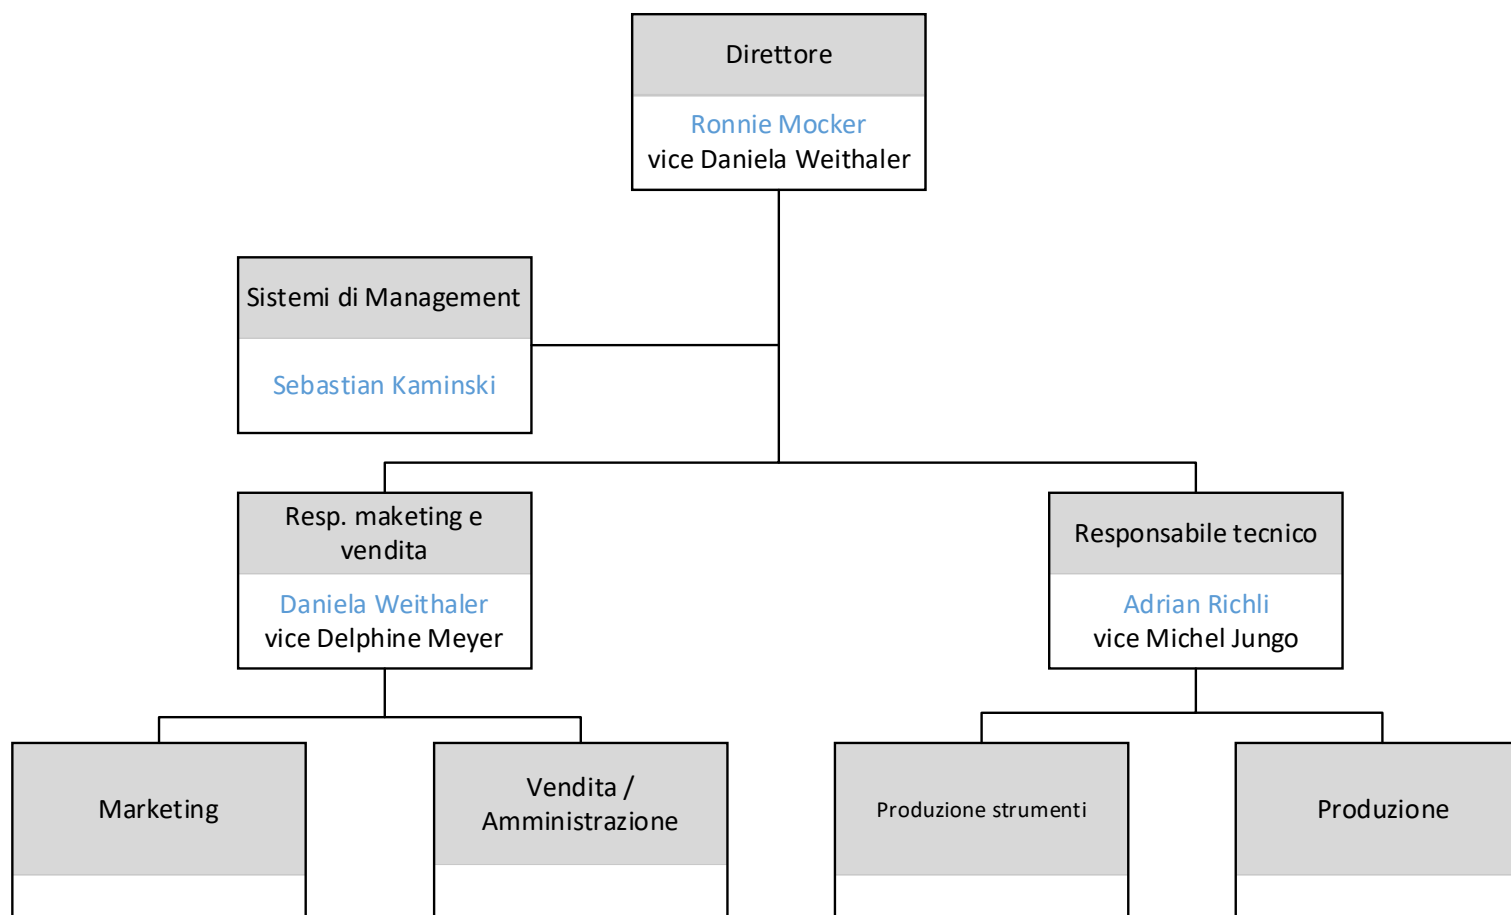 Direttore
Ronnie Mocker
vice Daniela Weithaler
Sistemi di Management
Sebastian Kaminski
Resp. maketing e
vendita
Daniela Weithaler
vice Delphine Meyer
Responsabile tecnico
Adrian Richli
vice Michel Jungo
Marketing
Vendita /
Amministrazione
Produzione strumenti
Produzione